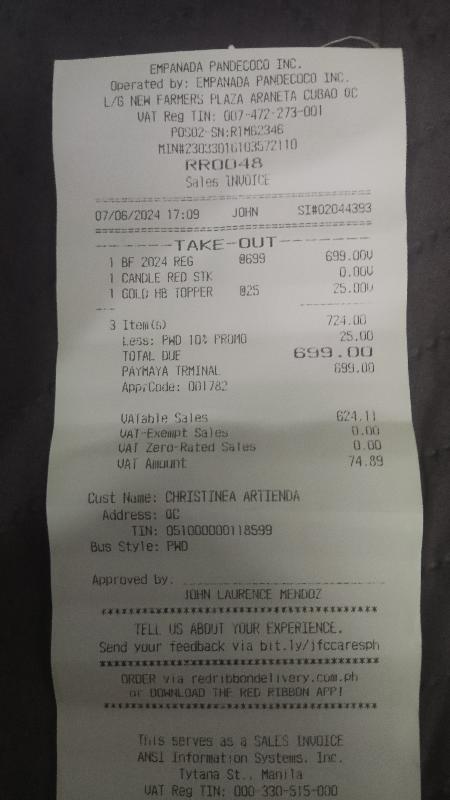 EMPANADA PANDECOCO INC.
Operated by: EMPANADA PANDECOCO INC.
L/G NEW FARMERS PLAZA ARANETA CUBAO QC
VAT Reg TIN: 007-472-273-001
POS02-SN:R1M62346
MIN#23033016103572110
RR0048
Sales INVOICE
07/06/2024 17:09 JOHN SI#02044393
TAKE-OUT
1 BF 2024 REG @699 699.00V
1 CANDLE RED STK 0.00V
1 GOLD HB TOPPER @25 25.00V
3 Item(s) 724.00
Less: PWD 10% PROMO 25.00
TOTAL DUE 699.00
PAYMAYA TRMINAL 699.00
Appr.Code: 001782
VATable Sales 624.11
VAT-Exempt Sales 0.00
VAT Zero-Rated Sales 0.00
VAT Amount 74.89
Cust Name: CHRISTINEA ARTIENDA
Address: QC
TIN: 051000000118599
Bus Style: PWD
Approved by:
JOHN LAURENCE MENDOZ
TELL US ABOUT YOUR EXPERIENCE.
Send your feedback via bit.ly/jfccaresph
ORDER via redribbondelivery.com.ph
or DOWNLOAD THE RED RIBBON APP!
This serves as a SALES INVOICE
ANSI Information Systems, Inc.
Tytana St., Manila
VAT Reg TIN: 000-330-515-000